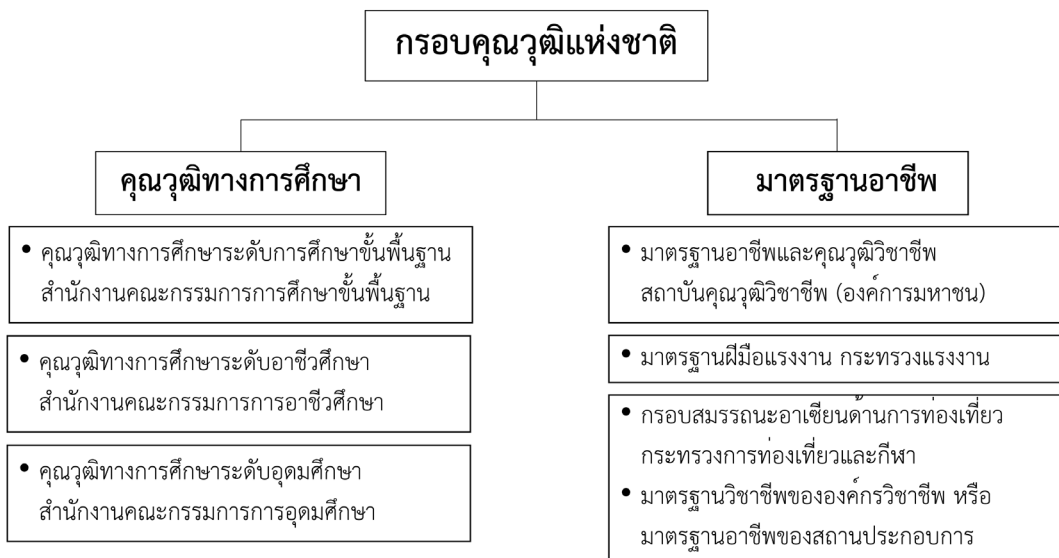 กรอบคุณวุฒิแห่งชาติ
คุณวุฒิทางการศึกษา
• คุณวุฒิทางการศึกษาระดับการศึกษาขั้นพื้นฐาน
สำนักงานคณะกรรมการการศึกษาขั้นพื้นฐาน
• คุณวุฒิทางการศึกษาระดับอาชีวศึกษา
สำนักงานคณะกรรมการการอาชีวศึกษา
• คุณวุฒิทางการศึกษาระดับอุดมศึกษา
สำนักงานคณะกรรมการการอุดมศึกษา
มาตรฐานอาชีพ
• มาตรฐานอาชีพและคุณวุฒิวิชาชีพ
สถาบันคุณวุฒิวิชาชีพ (องค์การมหาชน)
• มาตรฐานฝีมือแรงงาน กระทรวงแรงงาน
• กรอบสมรรถนะอาเซียนด้านการท่องเที่ยว
กระทรวงการท่องเที่ยวและกีฬา
• มาตรฐานวิชาชีพขององค์กรวิชาชีพ หรือ
มาตรฐานอาชีพของสถานประกอบการ